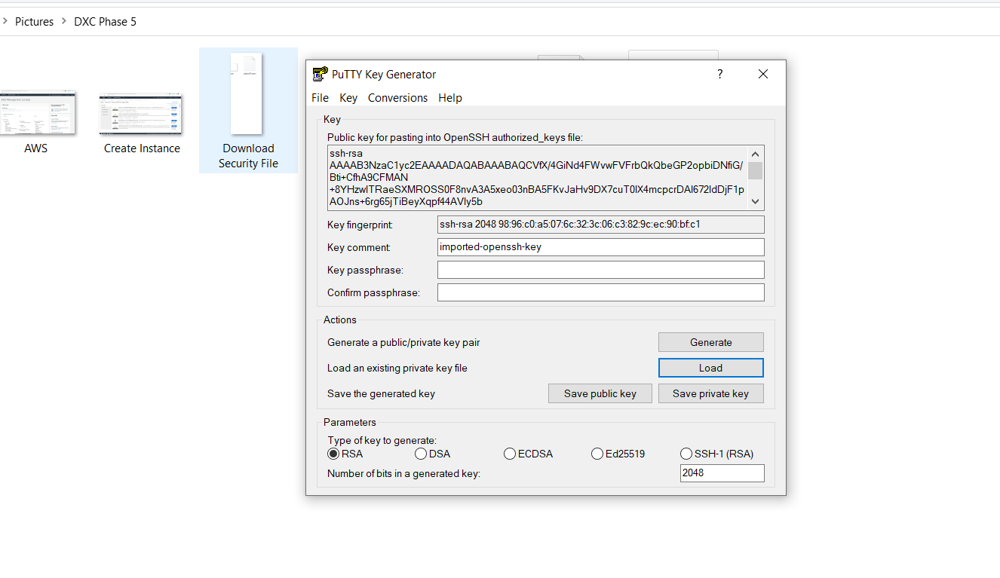 Pictures > DXC Phase 5
AWS
Create Instance
Download
Security File
PuTTY Key Generator
?
File Key Conversions Help
Key
Public key for pasting into OpenSSH authorized_keys file:
ssh-rsa
AAAAB3NzaC1yc2EAAAADAQABAAABAQCVfX/4GiNd4FWvwFVFrbQkQbeGP2opbiDNfiG/
Bti+CfhA9CFMAN
+8YHzwlTRaeSXMROSS0F8nvA3A5xeo03nBA5FKvJaHv9DX7cuT0IX4mcpcrDAl672IdDjF1p
AOJns+6rg65jTiBeyXqpf44AVly5b
Key fingerprint:
ssh-rsa 2048 98:96:c0:a5:07:6c:32:3c:06:c3:82:9c:ec:90:bf:c1
Key comment:
imported-openssh-key
Key passphrase:
Confirm passphrase:
Actions
Generate a public/private key pair
Generate
Load an existing private key file
Load
Save the generated key
Save public key
Save private key
Parameters
Type of key to generate:
RSA DSA ECDSA Ed25519 SSH-1 (RSA)
Number of bits in a generated key:
2048